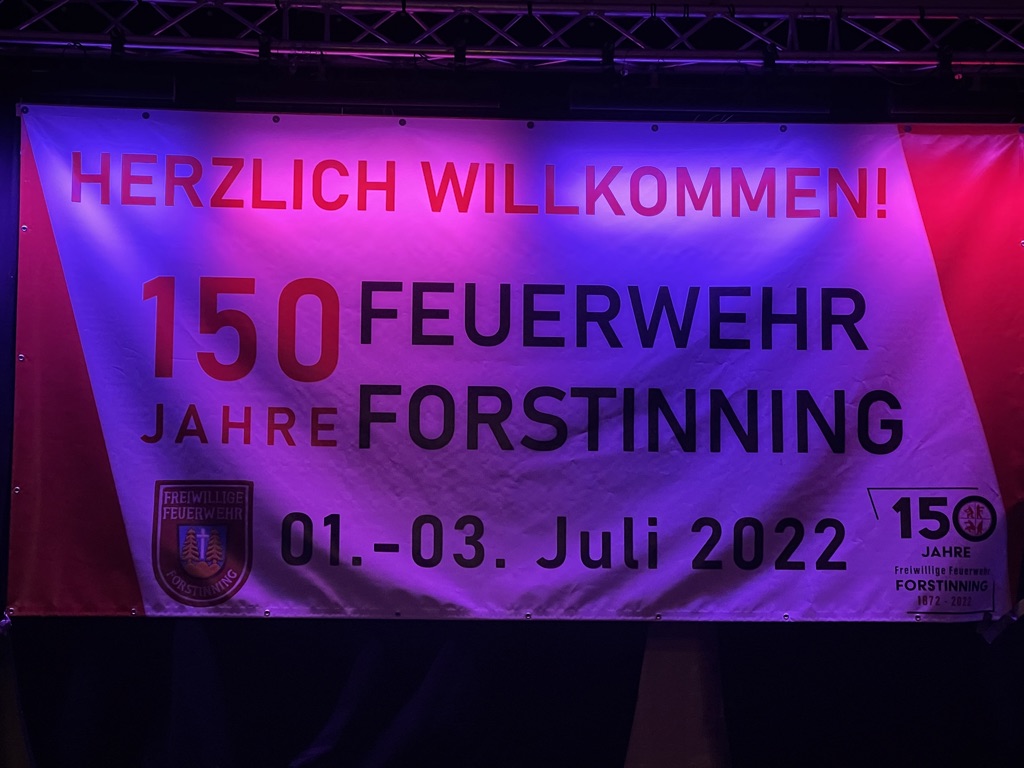 HERZLICH WILLKOMMEN!
150
JAHRE
FEUERWEHR
FORSTINNING
FREIWILLIGE
FEUERWEHR
FORSTINNING
01.-03. Juli 2022
150
JAHRE
Freiwillige Feuerwehr
FORSTINNING
1872 - 2022